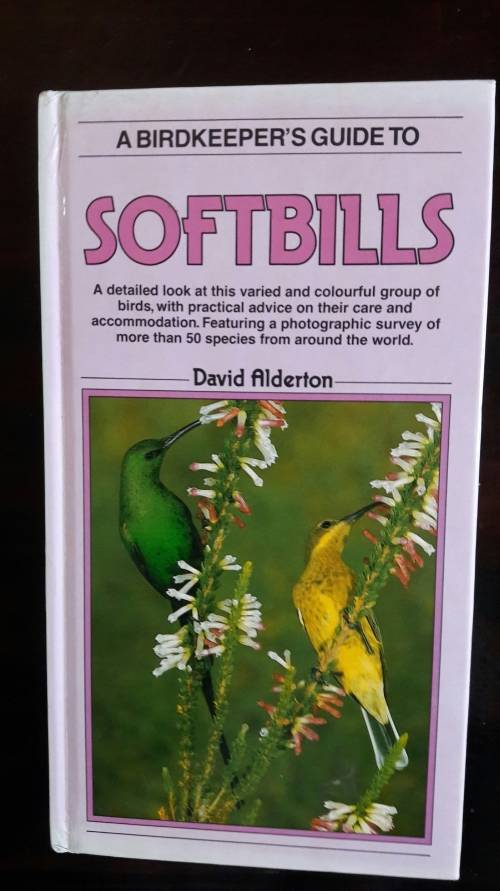 A BIRDKEEPER'S GUIDE TO
SOFTBILLS
A detailed look at this varied and colourful group of
birds, with practical advice on their care and
accommodation. Featuring a photographic survey of
more than 50 species from around the world.
David Alderton